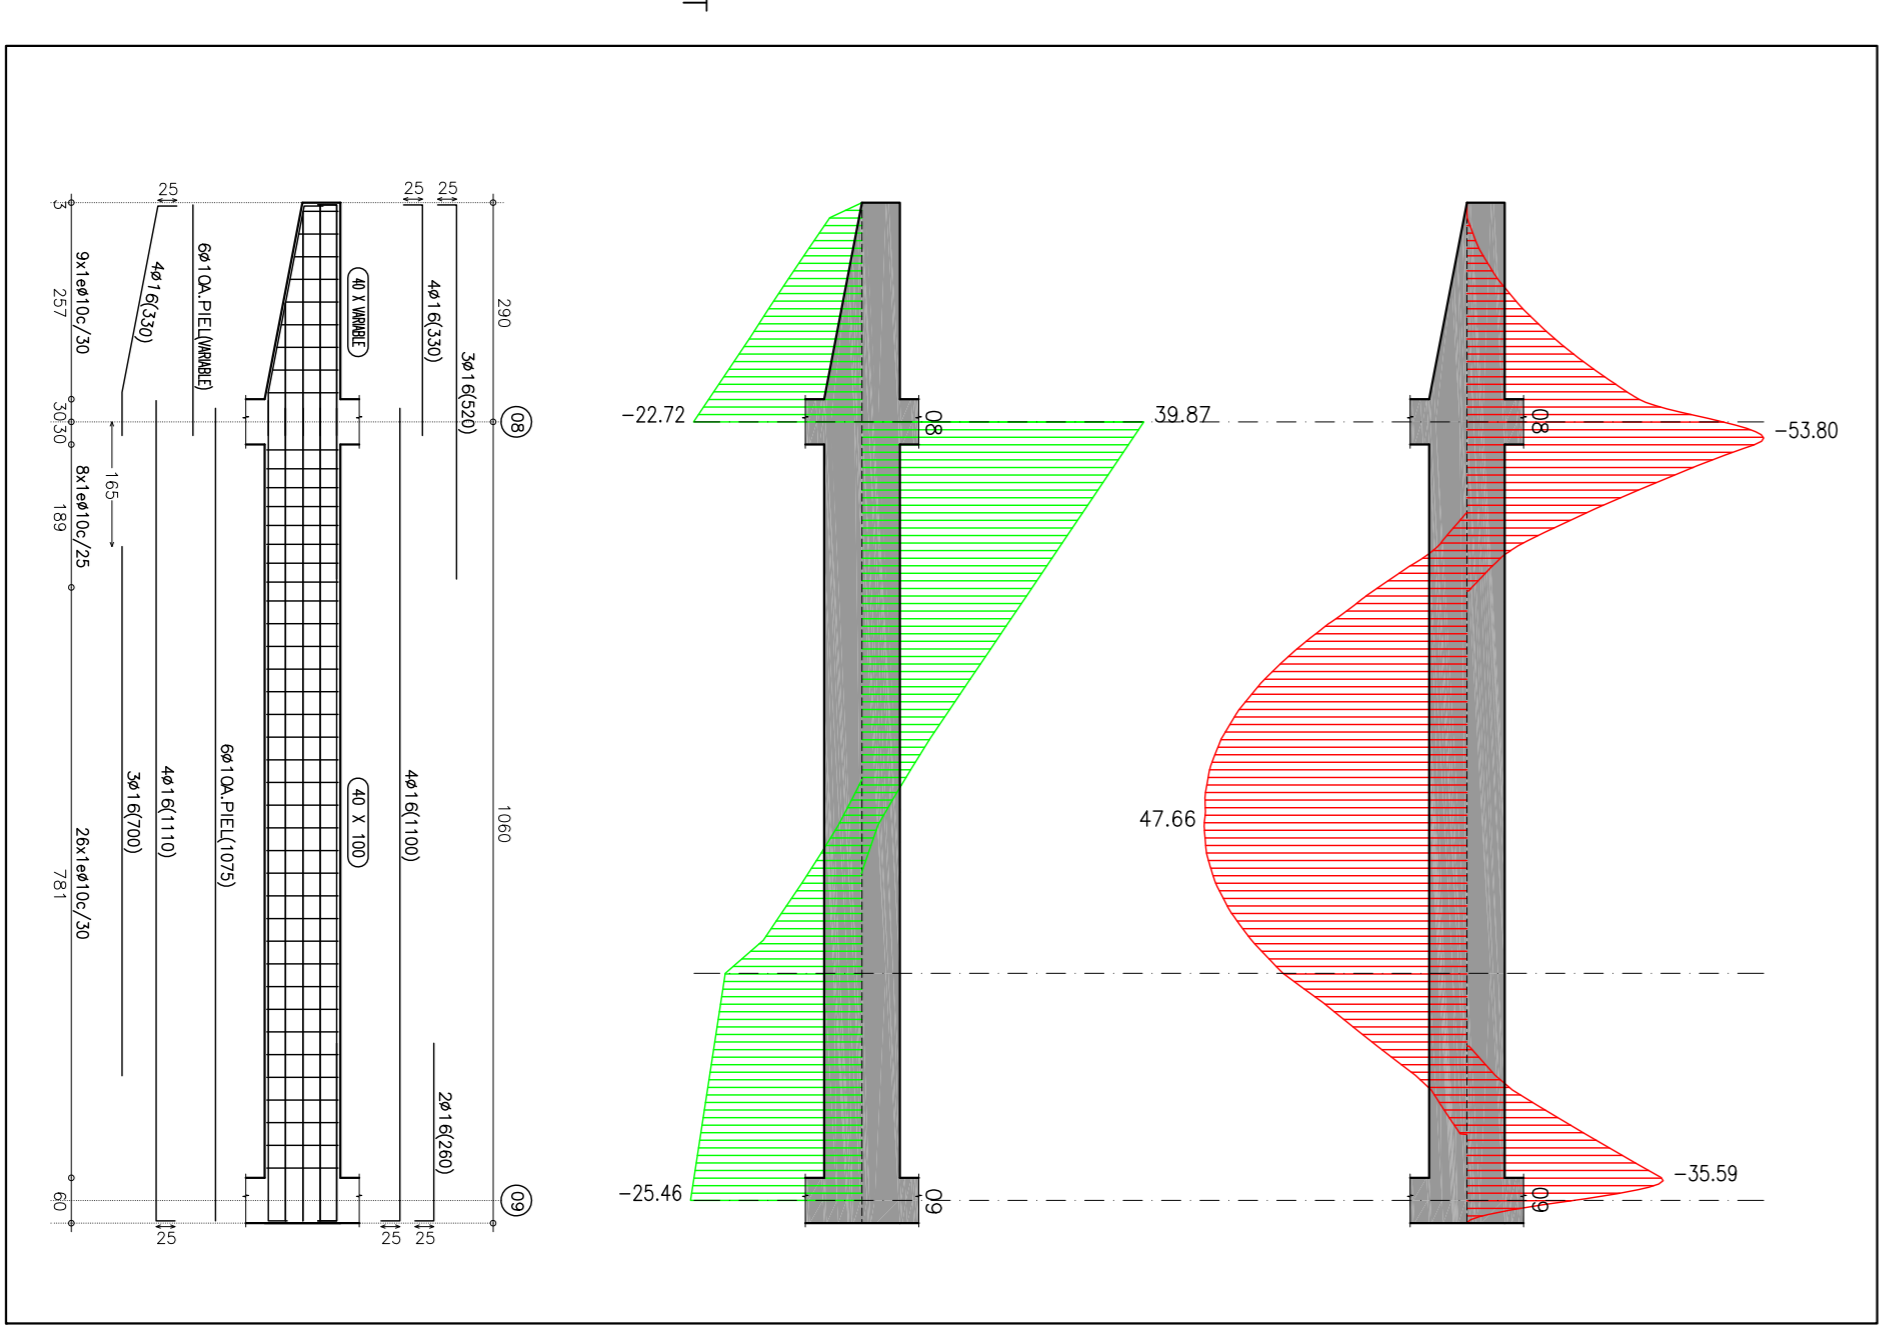 T
290
08
1060
09
25
25
3ø16(520)
4ø16(330)
4ø16(1100)
2ø16(260)
25
25
40 X VARIABLE
40 X 100
6ø10A.PIEL(VARIABLE)
6ø10A.PIEL(1075)
25
4ø16(330)
4ø16(1110)
25
165
3ø16(700)
9x1eø10c/30
8x1eø10c/25
26x1eø10c/30
3
257
30
30
189
781
60
-22.72
08
39.87
09
-25.46
08
-53.80
47.66
09
-35.59